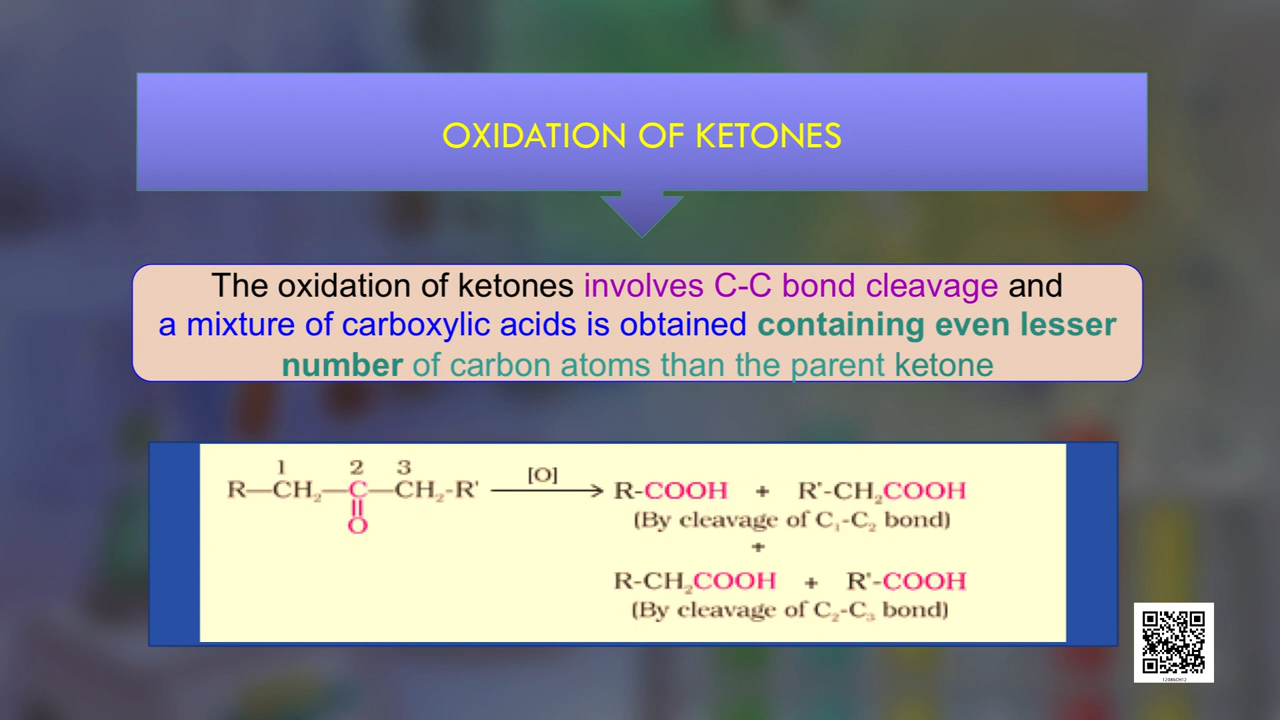 OXIDATION OF KETONES
The oxidation of ketones involves C-C bond cleavage and
a mixture of carboxylic acids is obtained containing even lesser
number of carbon atoms than the parent ketone
1 2 3
R—CH₂—C—CH₂-R' [O] R-COOH + R'-CH₂COOH
O
(By cleavage of C₁-C₂ bond)
+
R-CH₂COOH + R'-COOH
(By cleavage of C₂-C₃ bond)